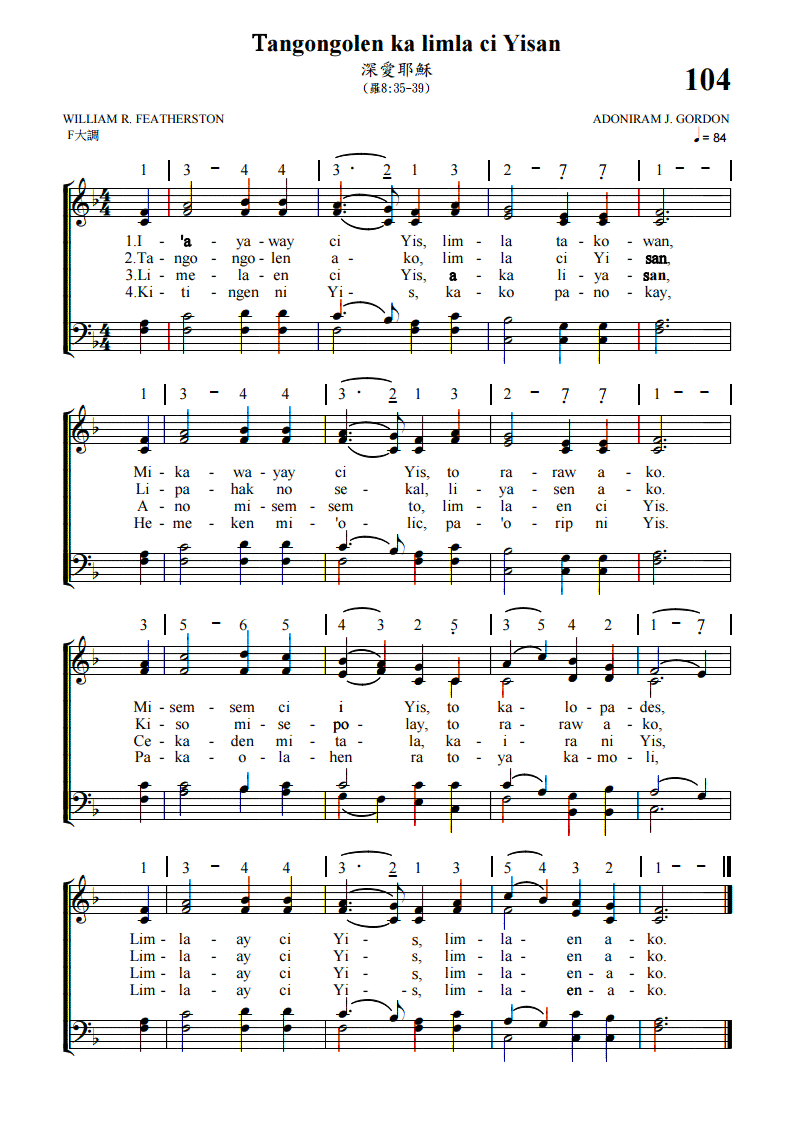 Tangongolen ka limla ci Yisan
深愛耶穌
(羅8:35-39)
104
WILLIAM R. FEATHERSTON
ADONIRAM J. GORDON
F大調
♩= 84
1 | 3 - 4 4 | 3 · 2 1 3 | 2 - 7 7 | 1 - - |
1.I - 'a - ya - way ci Yis, lim - la ta - ko - wan,
2.Ta - ngo - ngo - len a - ko, lim - la ci Yi - san,
3.Li - me - la - en ci Yis, a - ka li - ya - san,
4.Ki - ti - ngen ni Yi - s, ka - ko pa - no - kay,
1 | 3 - 4 4 | 3 · 2 1 3 | 2 - 7 7 | 1 - - |
Mi - ka - wa - yay ci Yis, to ra - raw a - ko.
Li - pa - hak no se - kal, li - ya - sen a - ko.
A - no mi - sem - sem to, lim - la - en ci Yis.
He - me - ken mi - 'o - lic, pa - 'o - rip ni Yis.
3 | 5 - 6 5 | 4 3 2 5 | 3 5 4 2 | 1 - 7 |
Mi - sem - sem ci i Yis, to ka - lo - pa - des,
Ki - so mi - se - po - lay, to ra - raw a - ko,
Ce - ka - den mi - ta - la, ka - i - ra ni Yis,
Pa - ka - o - la - hen ra to - ya ka - mo - li,
1 | 3 - 4 4 | 3 · 2 1 3 | 5 4 3 2 | 1 - - ||
Lim - la - ay ci Yi - s, lim - la - en a - ko.
Lim - la - ay ci Yi - s, lim - la - en a - ko.
Lim - la - ay ci Yi - s, lim - la - en - a - ko.
Lim - la - ay ci Yi - s, lim - la - en - a - ko.